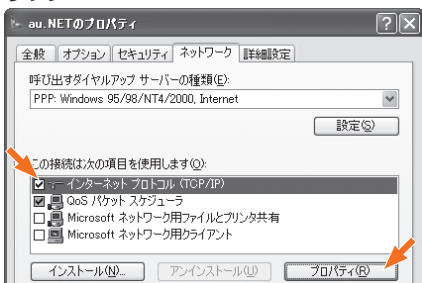 au.NETのプロパティ
全般 オプション セキュリティ ネットワーク 詳細設定
呼び出すダイヤルアップ サーバーの種類(E):
PPP: Windows 95/98/NT4/2000, Internet
設定(S)
この接続は次の項目を使用します(O):
インターネット プロトコル (TCP/IP)
QoS パケット スケジューラ
Microsoft ネットワーク用ファイルとプリンタ共有
Microsoft ネットワーク用クライアント
インストール(N)... アンインストール(U) プロパティ(R)